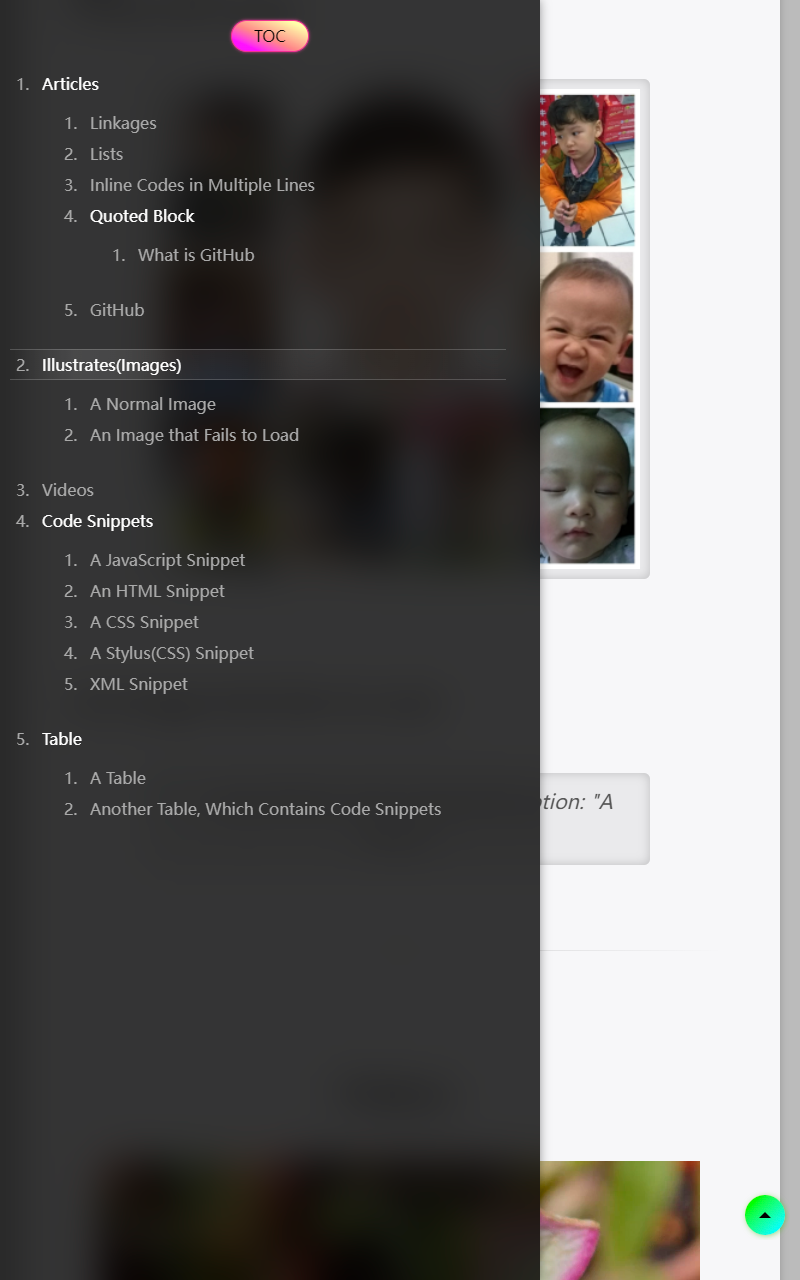 TOC
1. Articles
1. Linkages
2. Lists
3. Inline Codes in Multiple Lines
4. Quoted Block
1. What is GitHub
5. GitHub
2. Illustrates(Images)
1. A Normal Image
2. An Image that Fails to Load
3. Videos
4. Code Snippets
1. A JavaScript Snippet
2. An HTML Snippet
3. A CSS Snippet
4. A Stylus(CSS) Snippet
5. XML Snippet
5. Table
1. A Table
tion: "A
2. Another Table, Which Contains Code Snippets